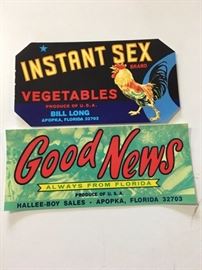 INSTANT SEX
BRAND
VEGETABLES
PRODUCE OF U.S.A.
BILL LONG
APOPKA, FLORIDA 32703
Good News
ALWAYS FROM FLORIDA
PRODUCE OF U.S.A.
HALLEE-BOY SALES - APOPKA, FLORIDA 32703